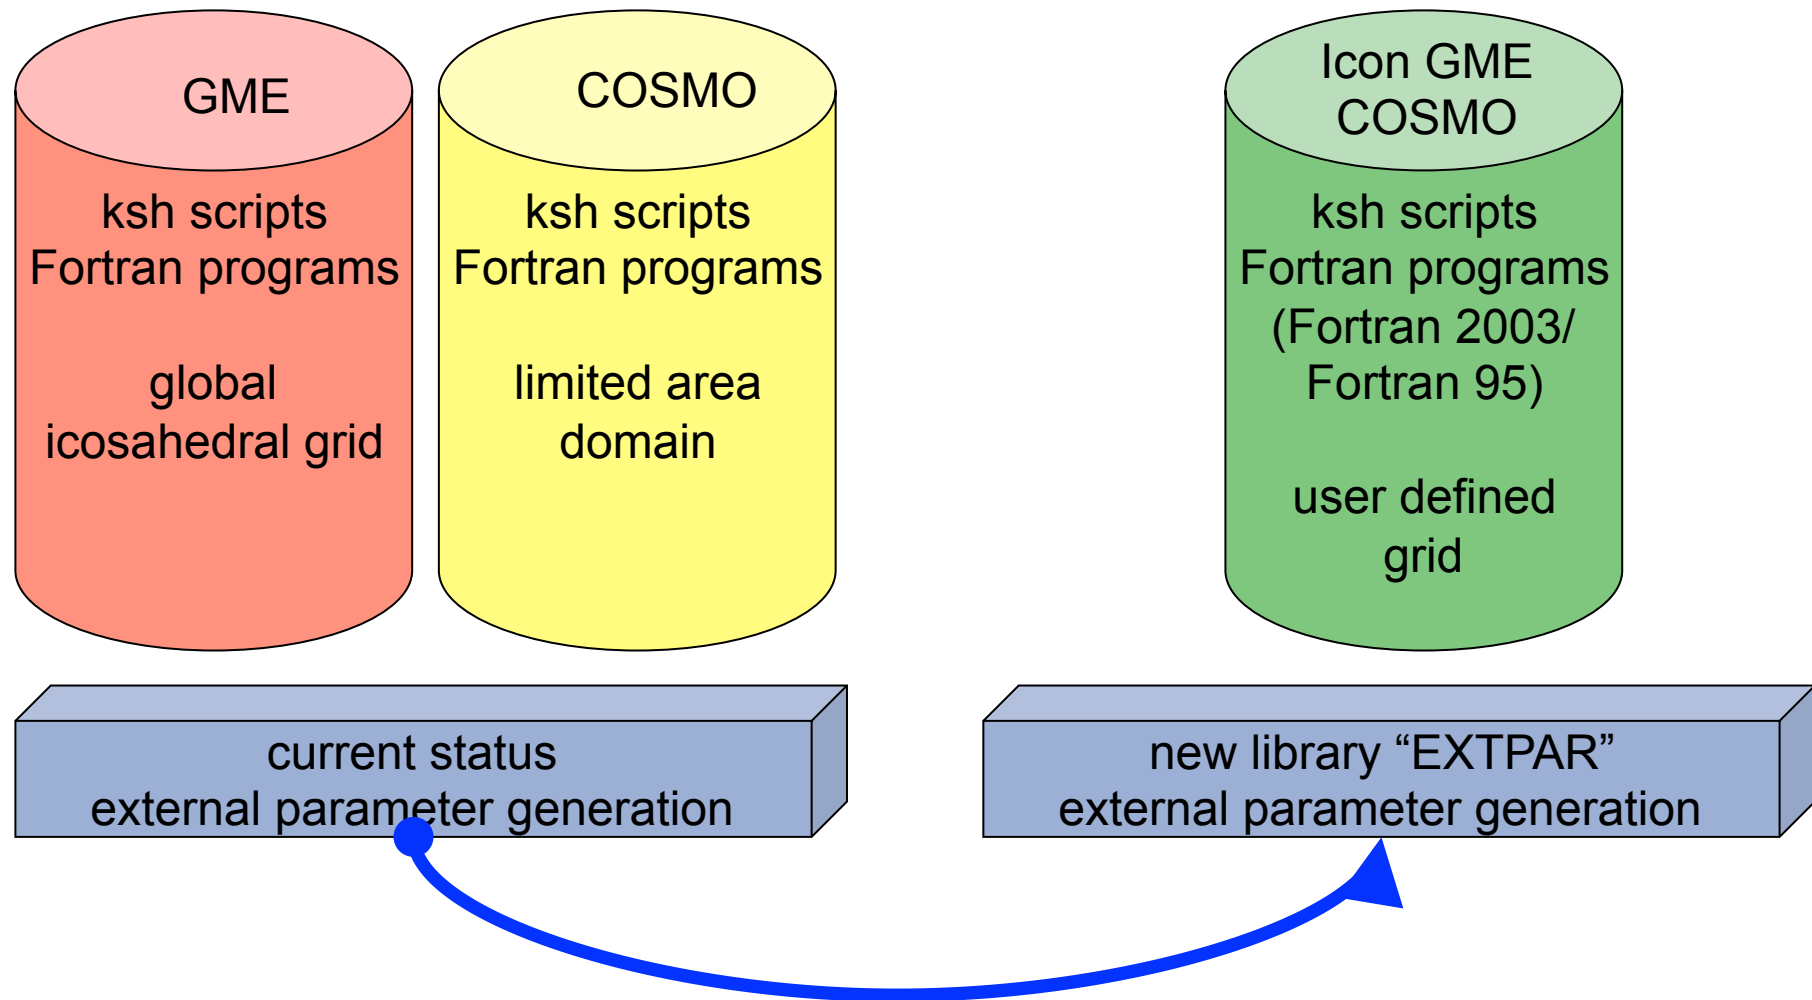 GME
ksh scripts
Fortran programs
global
icosahedral grid
COSMO
ksh scripts
Fortran programs
limited area
domain
current status
external parameter generation
Icon GME
COSMO
ksh scripts
Fortran programs
(Fortran 2003/
Fortran 95)
user defined
grid
new library “EXTPAR”
external parameter generation